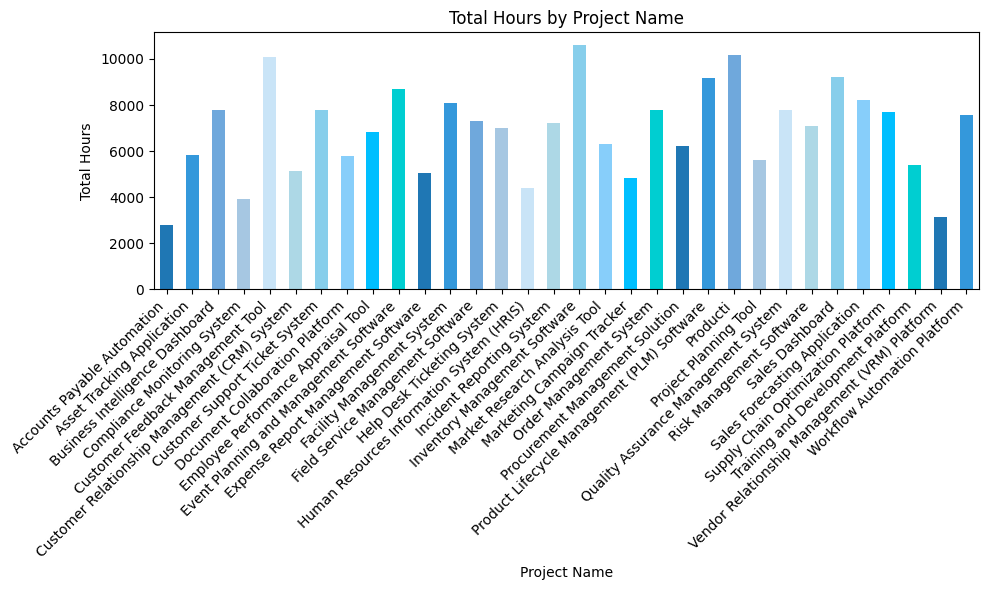 Total Hours by Project Name
Total Hours
10000
8000
6000
4000
2000
0
Accounts Payable Automation
Asset Tracking Application
Business Intelligence Dashboard
Compliance Monitoring System
Customer Feedback Management Tool
Customer Relationship Management (CRM) System
Customer Support Ticket System
Document Collaboration Platform
Employee Performance Appraisal Tool
Event Planning and Management Software
Expense Report Management Software
Facility Management System
Field Service Management Software
Help Desk Ticketing System
Human Resources Information System (HRIS)
Incident Reporting System
Inventory Management Software
Market Research Analysis Tool
Marketing Campaign Tracker
Order Management System
Procurement Management Solution
Product Lifecycle Management (PLM) Software
Producti
Project Planning Tool
Quality Assurance Management System
Risk Management Software
Sales Dashboard
Sales Forecasting Application
Supply Chain Optimization Platform
Training and Development Platform
Vendor Relationship Management (VRM) Platform
Workflow Automation Platform
Project Name